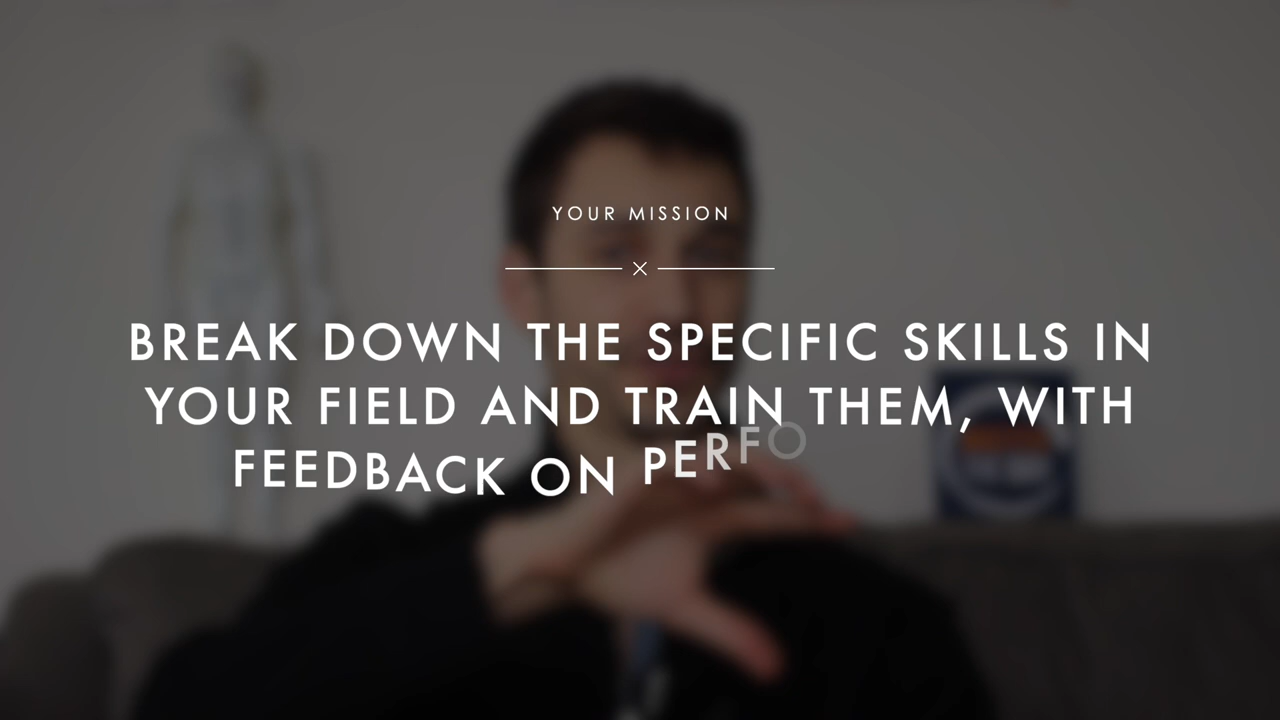 YOUR MISSION
BREAK DOWN THE SPECIFIC SKILLS IN
YOUR FIELD AND TRAIN THEM, WITH
FEEDBACK ON PERFO